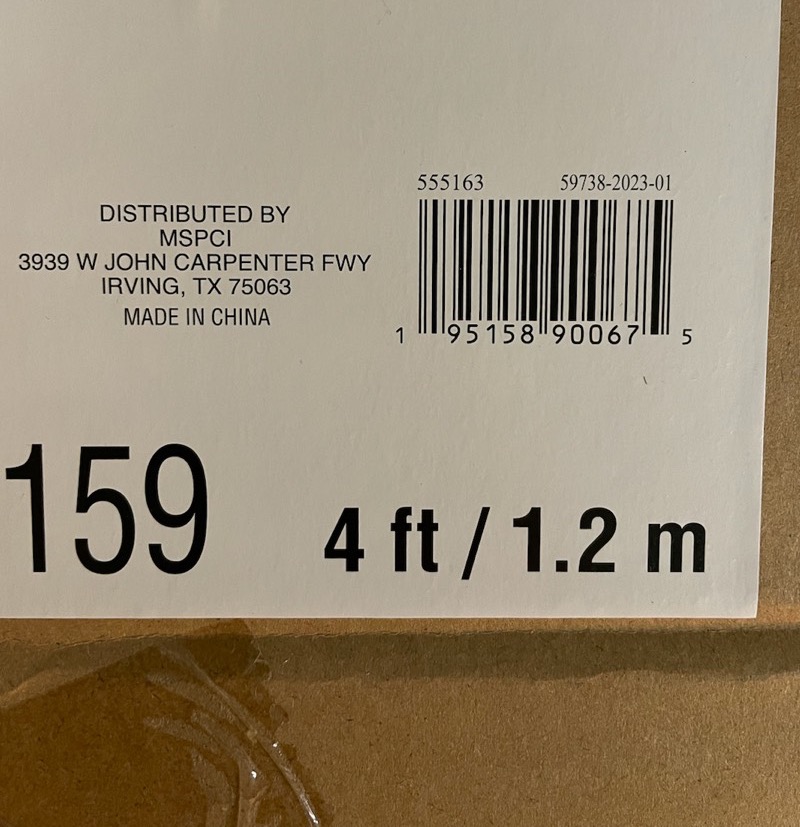 DISTRIBUTED BY
MSPCI
3939 W JOHN CARPENTER FWY
IRVING, TX 75063
MADE IN CHINA
555163 59738-2023-01
1 95158 90067 5
159
4 ft / 1.2 m